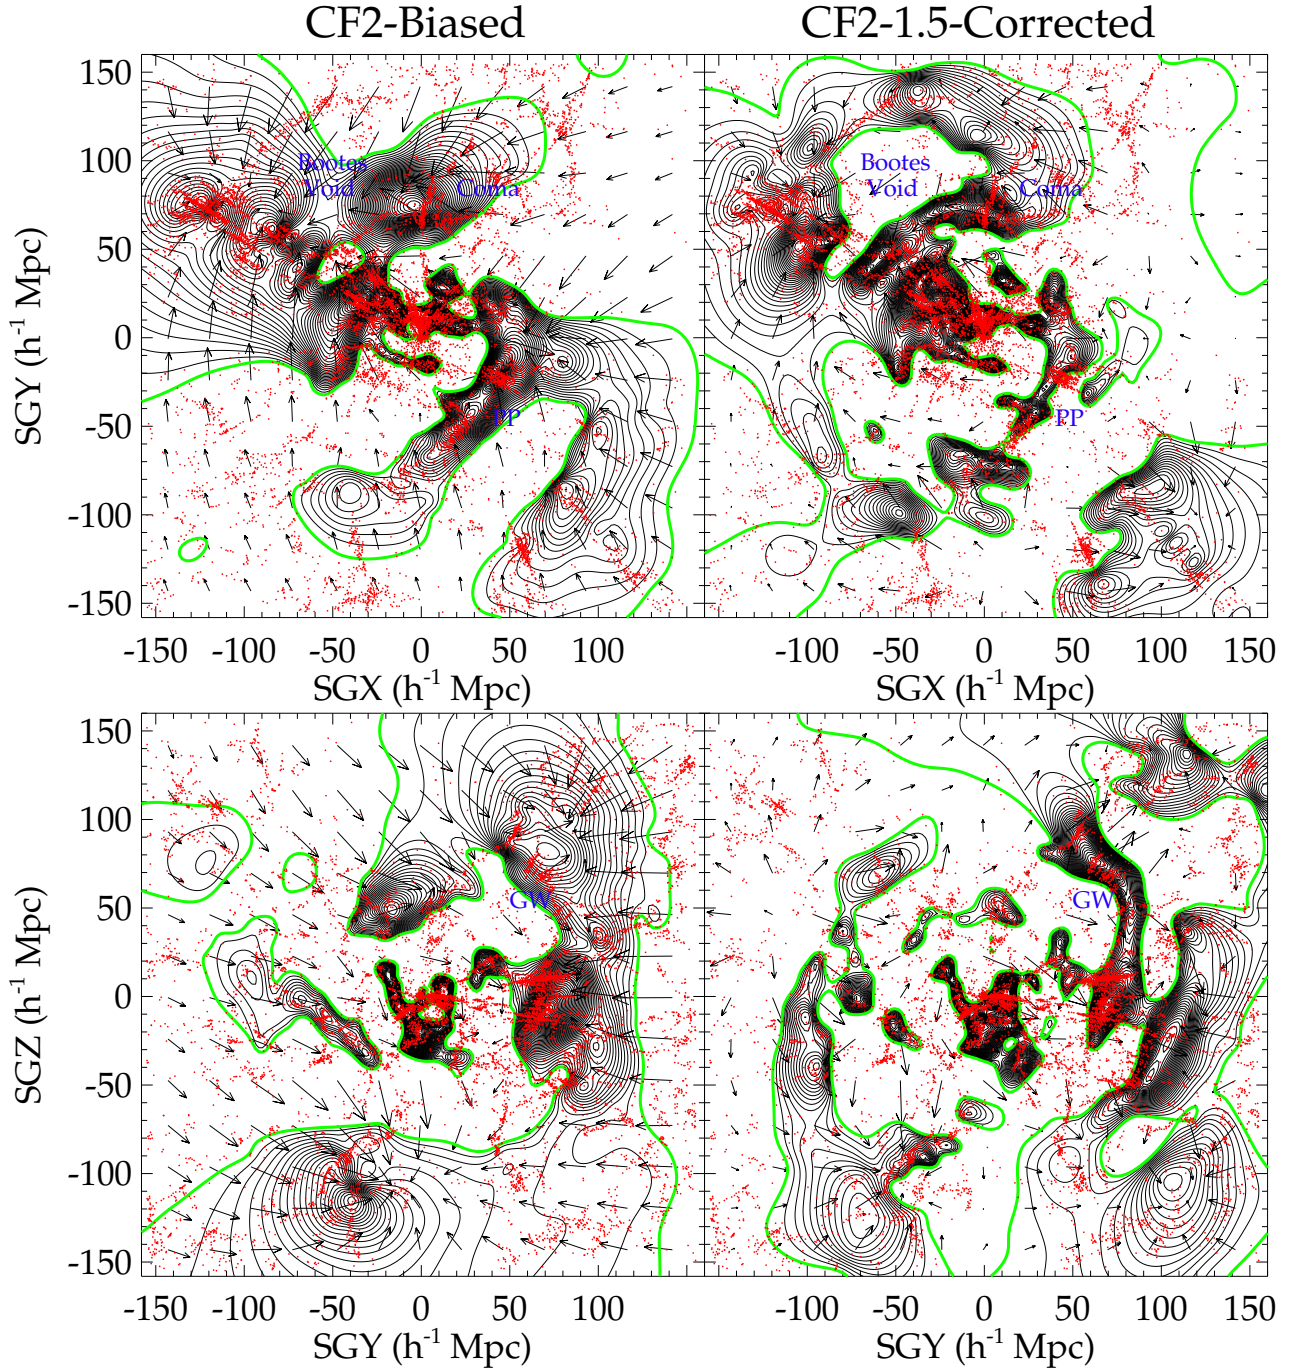 CF2-Biased CF2-1.5-Corrected
150
100
50
0
-50
-100
-150
SGY (h-1 Mpc)
Bootes
Void
Coma
PP
Bootes
Void
Coma
PP
-150 -100 -50 0 50 100
-100 -50 0 50 100 150
SGX (h-1 Mpc) SGX (h-1 Mpc)
150
100
50
0
-50
-100
-150
SGZ (h-1 Mpc)
GW
GW
-150 -100 -50 0 50 100
-100 -50 0 50 100 150
SGY (h-1 Mpc) SGY (h-1 Mpc)